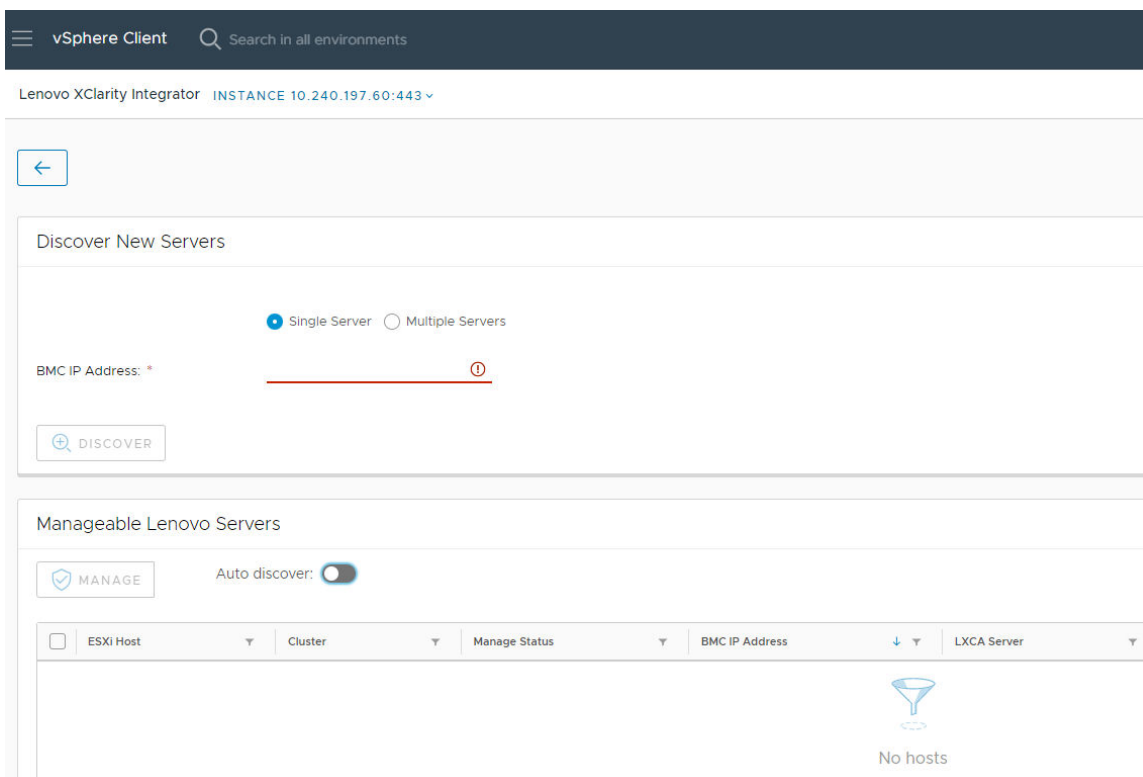 vSphere Client Search in all environments
Lenovo XClarity Integrator INSTANCE 10.240.197.60:443
Discover New Servers
Single Server Multiple Servers
BMC IP Address: *
DISCOVER
Manageable Lenovo Servers
MANAGE Auto discover:
ESXi Host Cluster Manage Status BMC IP Address LXCA Server
No hosts